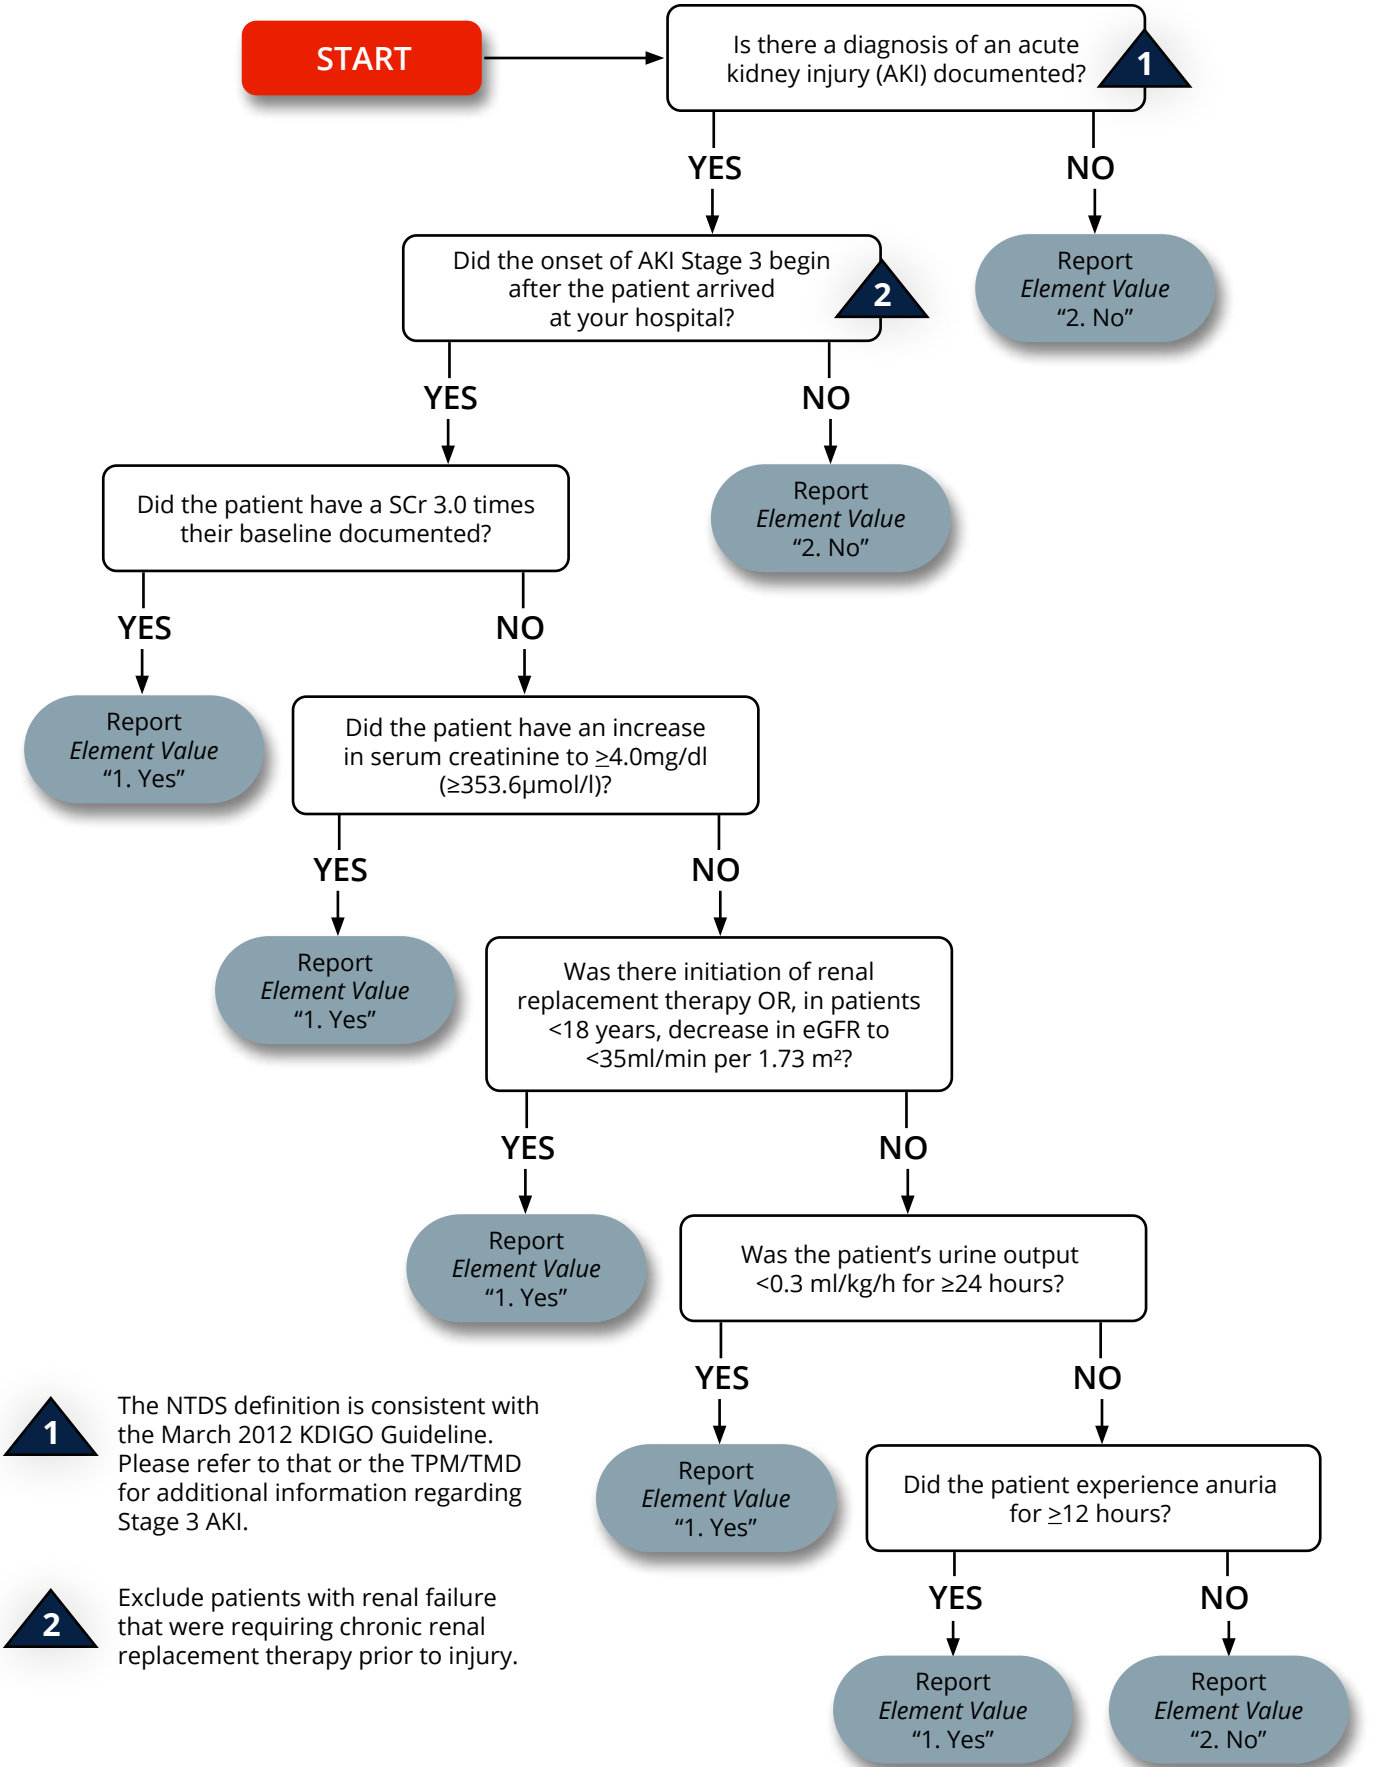 START
Is there a diagnosis of an acute
kidney injury (AKI) documented?
1
YES
NO
Did the onset of AKI Stage 3 begin
after the patient arrived
at your hospital?
2
Report
Element Value
“2. No”
YES
NO
Did the patient have a SCr 3.0 times
their baseline documented?
Report
Element Value
“2. No”
YES
NO
Report
Element Value
“1. Yes”
Did the patient have an increase
in serum creatinine to ≥4.0mg/dl
(≥353.6μmol/l)?
YES
NO
Report
Element Value
“1. Yes”
Was there initiation of renal
replacement therapy OR, in patients
<18 years, decrease in eGFR to
<35ml/min per 1.73 m²?
YES
NO
Report
Element Value
“1. Yes”
Was the patient’s urine output
<0.3 ml/kg/h for ≥24 hours?
YES
NO
Report
Element Value
“1. Yes”
Did the patient experience anuria
for ≥12 hours?
YES
NO
Report
Element Value
“1. Yes”
Report
Element Value
“2. No”
1
The NTDS definition is consistent with
the March 2012 KDIGO Guideline.
Please refer to that or the TPM/TMD
for additional information regarding
Stage 3 AKI.
2
Exclude patients with renal failure
that were requiring chronic renal
replacement therapy prior to injury.